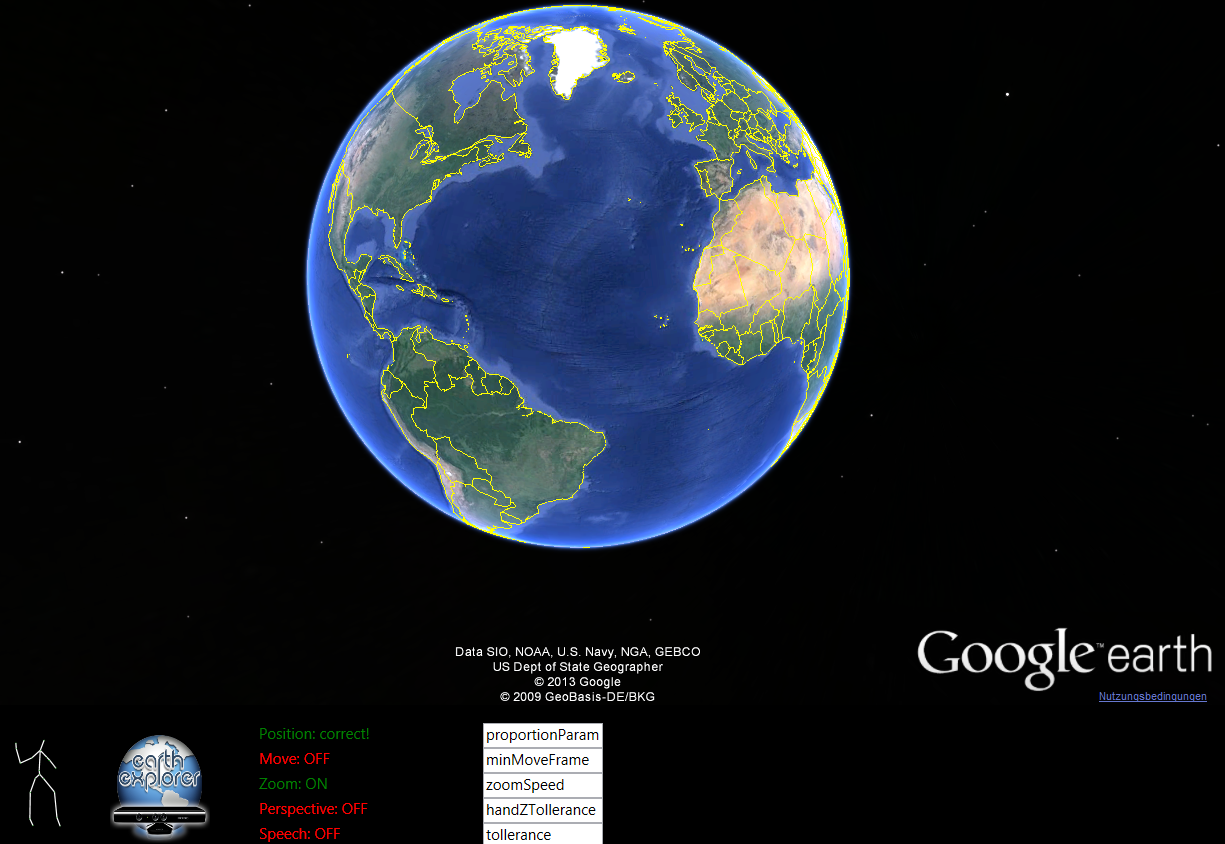 Data SIO, NOAA, U.S. Navy, NGA, GEBCO
US Dept of State Geographer
© 2013 Google
© 2009 GeoBasis-DE/BKG
Google™ earth
Nutzungsbedingungen
earth
explorer
Position: correct!
Move: OFF
Zoom: ON
Perspective: OFF
Speech: OFF
proportionParam
minMoveFrame
zoomSpeed
handZTollerance
tollerance